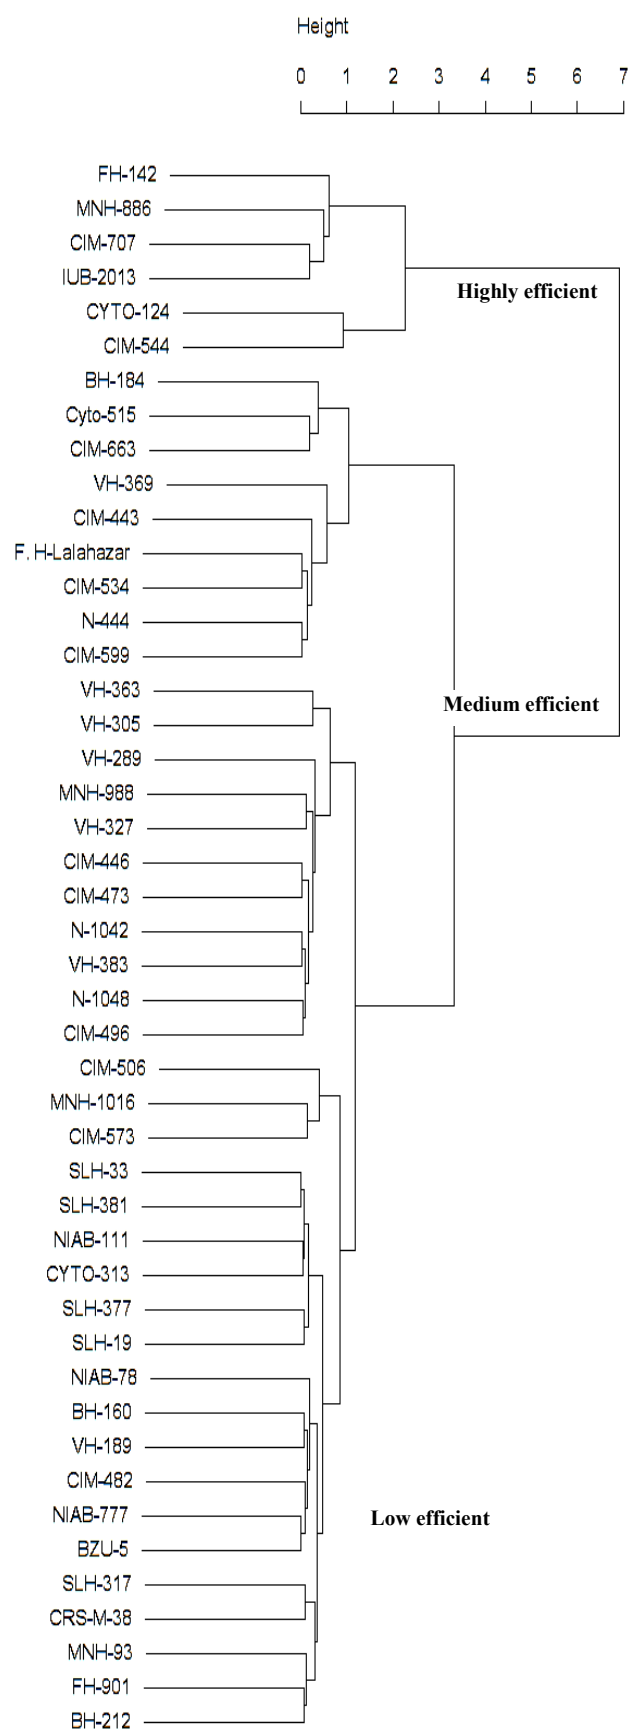 Height
0 1 2 3 4 5 6 7
FH-142
MNH-886
CIM-707
IUB-2013
Highly efficient
CYTO-124
CIM-544
BH-184
Cyto-515
CIM-663
VH-369
CIM-443
F. H-Lalahazar
CIM-534
N-444
CIM-599
VH-363
Medium efficient
VH-305
VH-289
MNH-988
VH-327
CIM-446
CIM-473
N-1042
VH-383
N-1048
CIM-496
CIM-506
MNH-1016
CIM-573
SLH-33
SLH-381
NIAB-111
CYTO-313
SLH-377
SLH-19
NIAB-78
BH-160
VH-189
CIM-482
NIAB-777
Low efficient
BZU-5
SLH-317
CRS-M-38
MNH-93
FH-901
BH-212